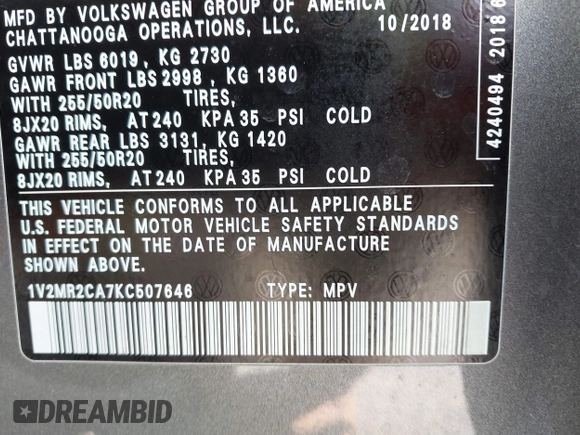 MFD BY VOLKSWAGEN GROUP OF AMERICA
CHATTANOOGA OPERATIONS, LLC. 10/2018
GVWR LBS 6019, KG 2730
GAWR FRONT LBS 2998, KG 1360
WITH 255/50R20 TIRES,
8JX20 RIMS, AT 240 KPA 35 PSI COLD
GAWR REAR LBS 3131, KG 1420
WITH 255/50R20 TIRES,
8JX20 RIMS, AT 240 KPA 35 PSI COLD
THIS VEHICLE CONFORMS TO ALL APPLICABLE
U.S. FEDERAL MOTOR VEHICLE SAFETY STANDARDS
IN EFFECT ON THE DATE OF MANUFACTURE
SHOWN ABOVE.
1V2MR2CA7KC507646 TYPE: MPV
4240494 2018 6
DREAMBID